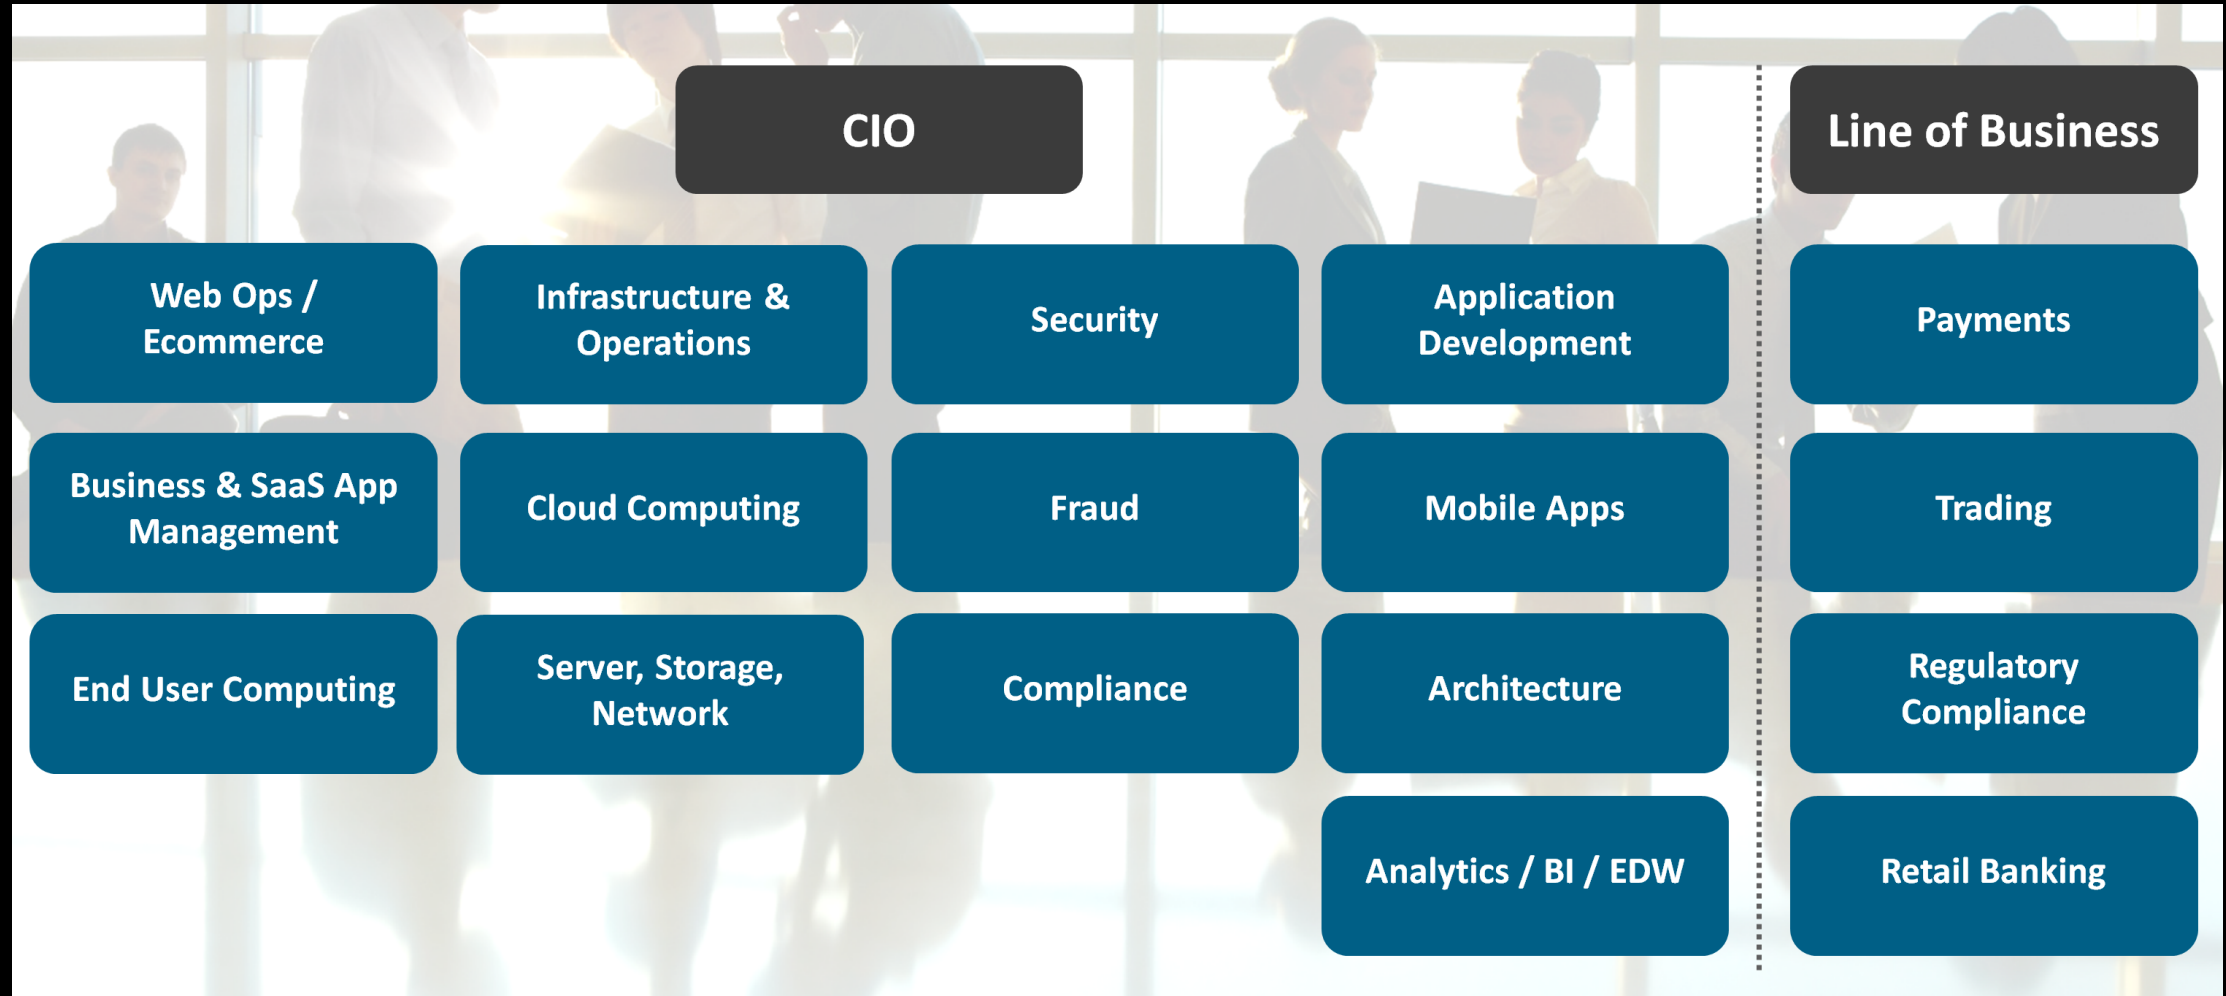 CIO
Line of Business
Web Ops /
Ecommerce
Infrastructure &
Operations
Security
Application
Development
Payments
Business & SaaS App
Management
Cloud Computing
Fraud
Mobile Apps
Trading
End User Computing
Server, Storage,
Network
Compliance
Architecture
Regulatory
Compliance
Analytics / BI / EDW
Retail Banking